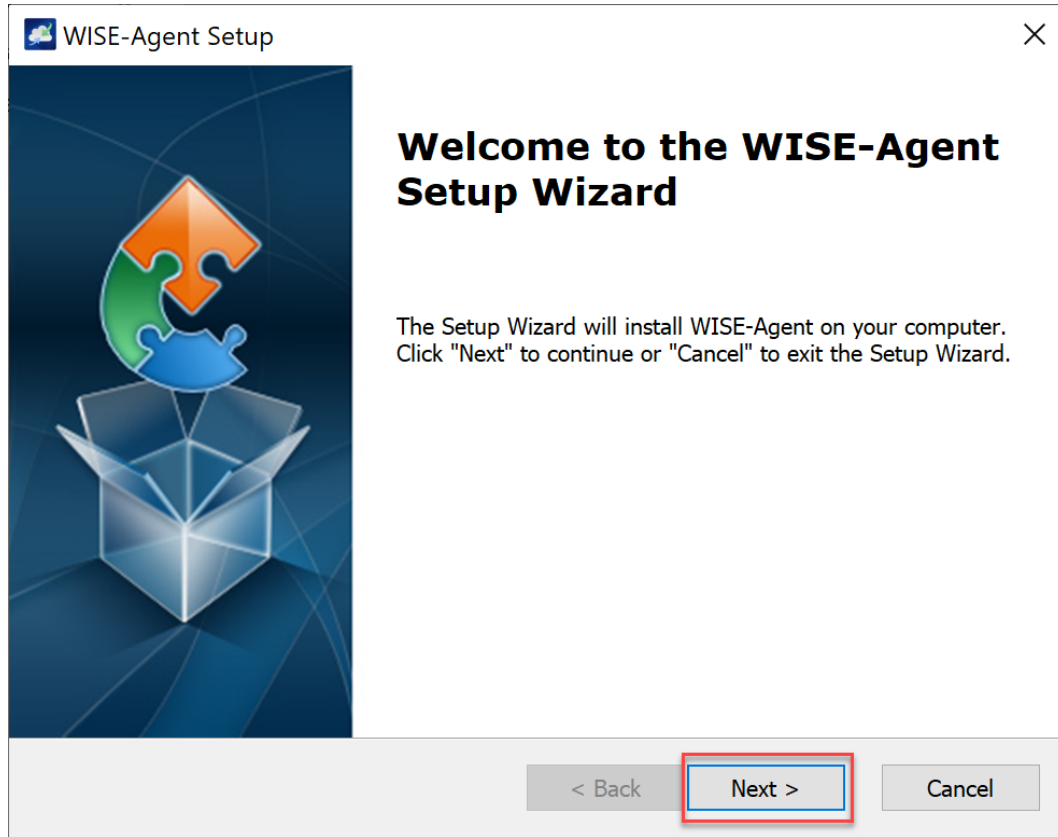 WISE-Agent Setup
Welcome to the WISE-Agent
Setup Wizard
The Setup Wizard will install WISE-Agent on your computer.
Click "Next" to continue or "Cancel" to exit the Setup Wizard.
< Back
Next >
Cancel